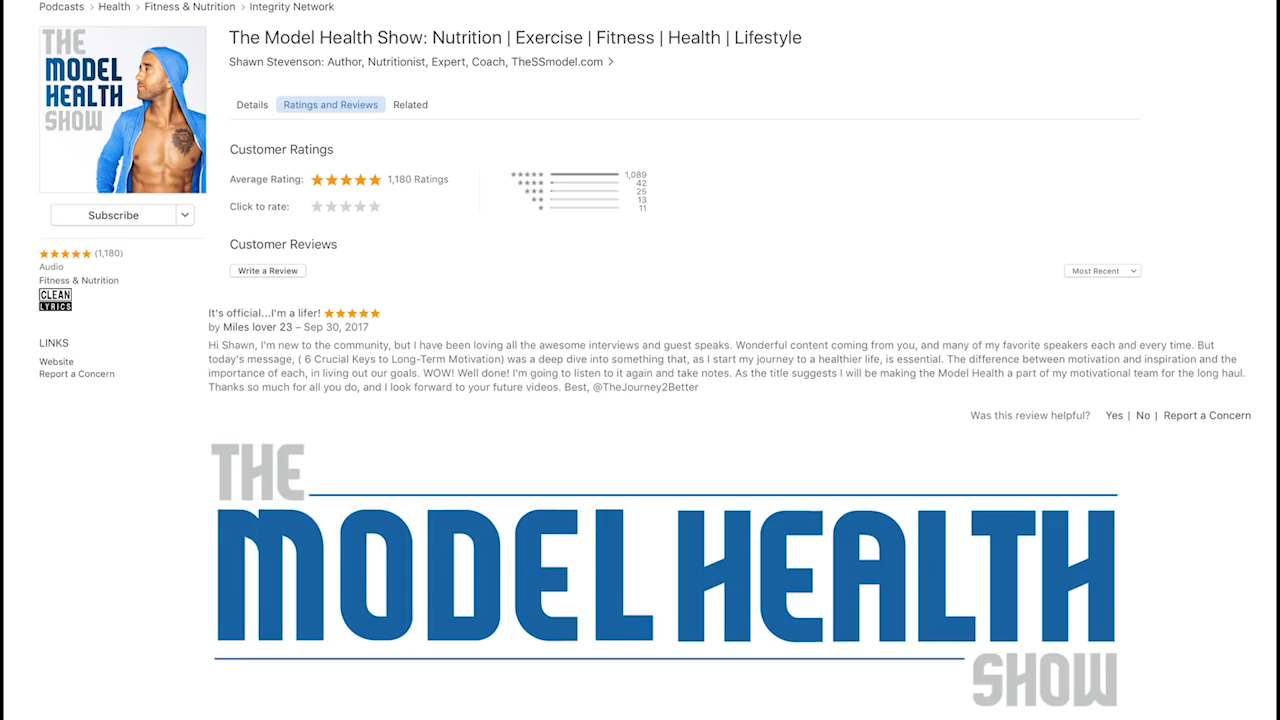 Podcasts > Health > Fitness & Nutrition > Integrity Network
THE
MODEL
HEALTH
SHOW
The Model Health Show: Nutrition | Exercise | Fitness | Health | Lifestyle
Shawn Stevenson: Author, Nutritionist, Expert, Coach, TheSSmodel.com >
Details Ratings and Reviews Related
Customer Ratings
Average Rating: ★★★★★ 1,180 Ratings
Click to rate: ★★★★★
★★★★★ 1,089
★★★★ 42
★★★ 25
★★ 13
★ 11
Subscribe
Customer Reviews
Write a Review
Most Recent
★★★★★ (1,180)
Audio
Fitness & Nutrition
CLEAN
LYRICS
LINKS
Website
Report a Concern
It's official...I'm a lifer! ★★★★★
by Miles lover 23 – Sep 30, 2017
Hi Shawn, I'm new to the community, but I have been loving all the awesome interviews and guest speaks. Wonderful content coming from you, and many of my favorite speakers each and every time. But
today's message, ( 6 Crucial Keys to Long-Term Motivation) was a deep dive into something that, as I start my journey to a healthier life, is essential. The difference between motivation and inspiration and the
importance of each, in living out our goals. WOW! Well done! I'm going to listen to it again and take notes. As the title suggests I will be making the Model Health a part of my motivational team for the long haul.
Thanks so much for all you do, and I look forward to your future videos. Best, @TheJourney2Better
Was this review helpful? Yes | No | Report a Concern
THE
MODEL HEALTH
SHOW